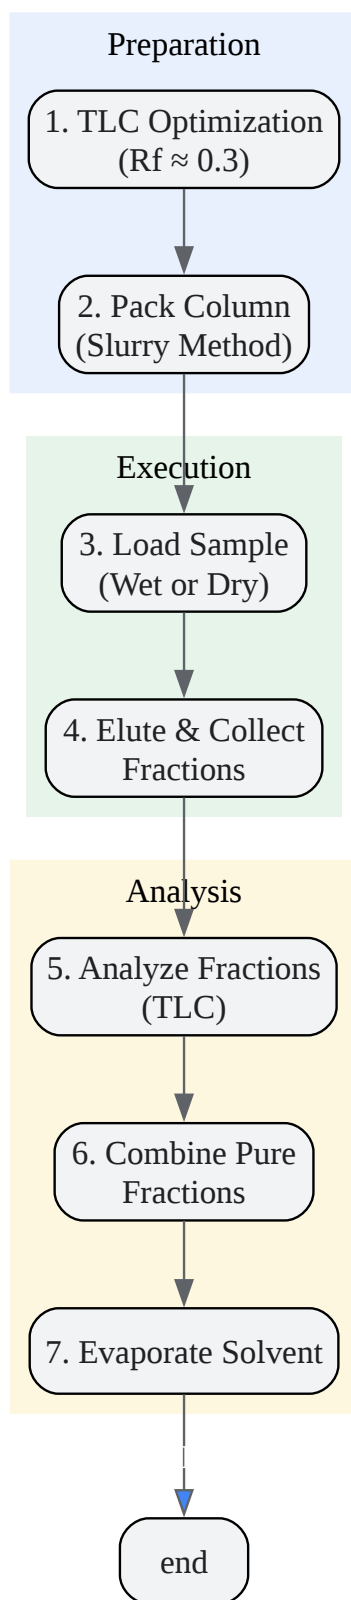 Preparation
1. TLC Optimization
(Rf ≈ 0.3)
2. Pack Column
(Slurry Method)
Execution
3. Load Sample
(Wet or Dry)
4. Elute & Collect
Fractions
Analysis
5. Analyze Fractions
(TLC)
6. Combine Pure
Fractions
7. Evaporate Solvent
end